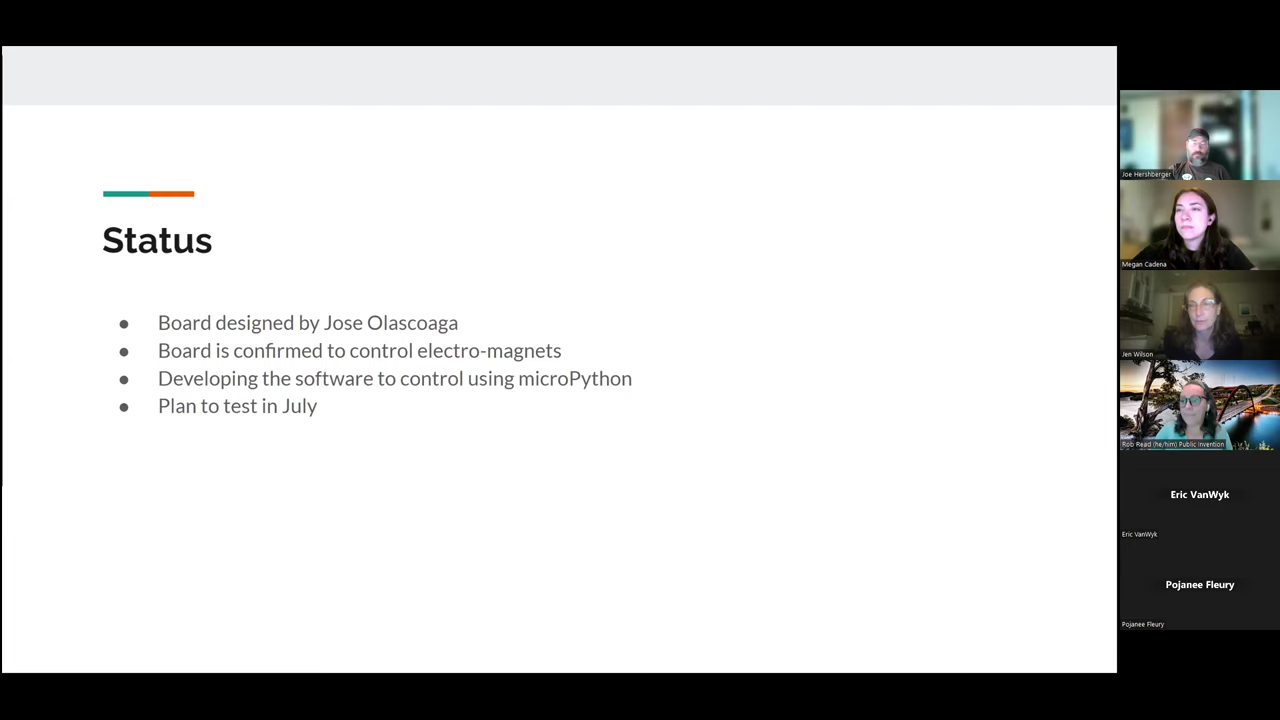 Status
● Board designed by Jose Olascoaga
● Board is confirmed to control electro-magnets
● Developing the software to control using microPython
● Plan to test in July
Joe Hershberger
Megan Cadena
Jen Wilson
Rob Read (he/him) Public Invention
Eric VanWyk
Eric VanWyk
Pojanee Fleury
Pojanee Fleury